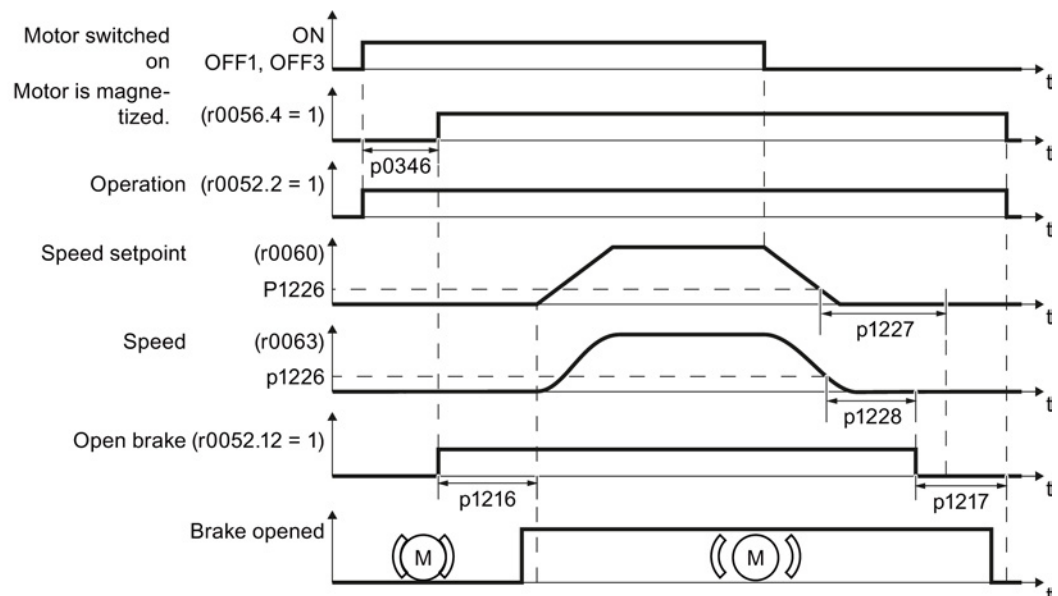 Motor switched on
ON
OFF1, OFF3
t
Motor is magne-
tized.
(r0056.4 = 1)
t
p0346
Operation (r0052.2 = 1)
t
Speed setpoint (r0060)
P1226
t
p1227
Speed (r0063)
p1226
t
p1228
Open brake (r0052.12 = 1)
t
p1216
p1217
Brake opened
M
M
t